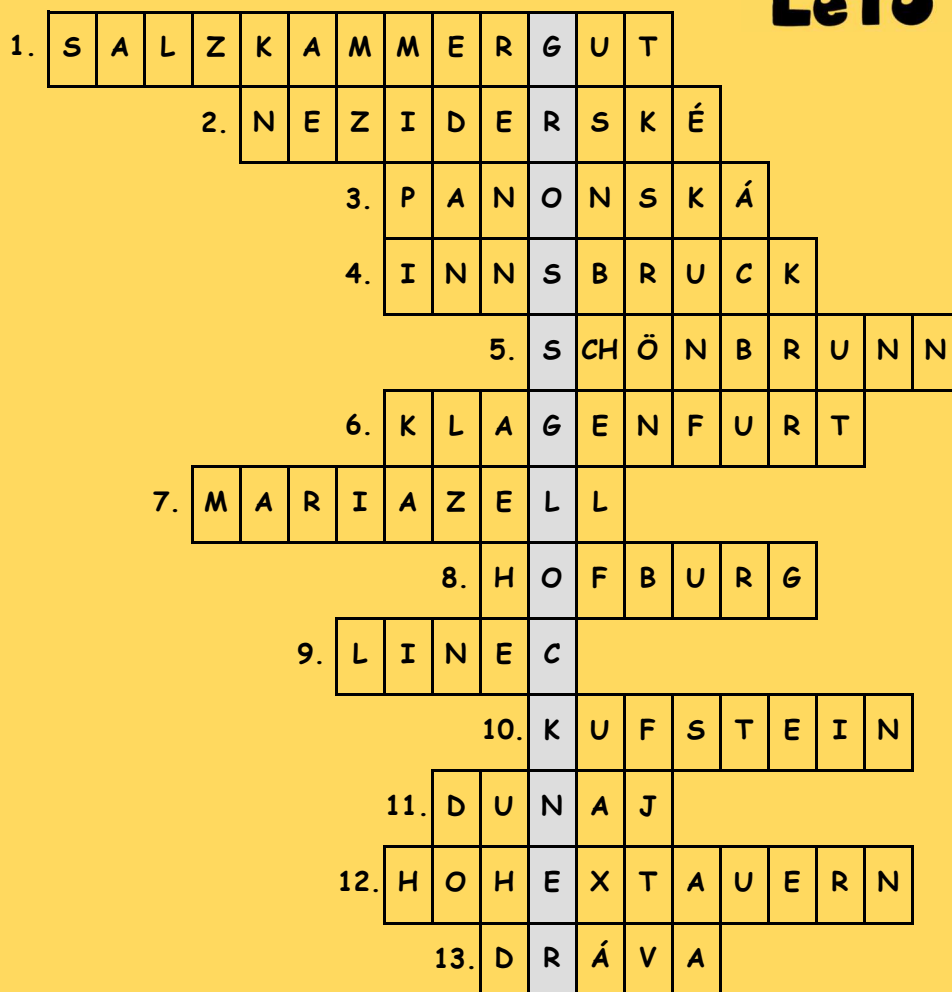 Leto
1. SALZKAMMERGUT
2. NEZIDERSKÉ
3. PANONSKÁ
4. INNSBRUCK
5. SCHÖNBRUNN
6. KLAGENFURT
7. MARIAZELL
8. HOFBURG
9. LINEC
10. KUFSTEIN
11. DUNAJ
12. HOHEXTAUERN
13. DRÁVA